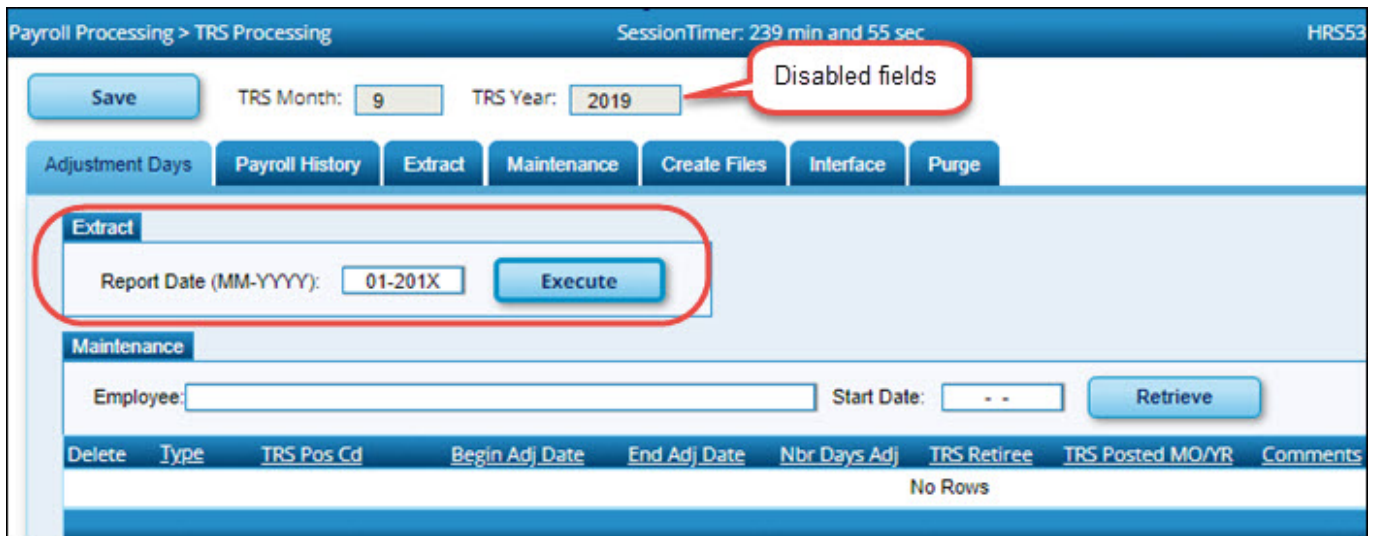 Payroll Processing > TRS Processing SessionTimer: 239 min and 55 sec HRS53
Disabled fields
Save TRS Month: 9 TRS Year: 2019
Adjustment Days Payroll History Extract Maintenance Create Files Interface Purge
Extract
Report Date (MM-YYYY): 01-201X Execute
Maintenance
Employee: Start Date: - - Retrieve
Delete Type TRS Pos Cd Begin Adj Date End Adj Date Nbr Days Adj TRS Retiree TRS Posted MO/YR Comments
No Rows